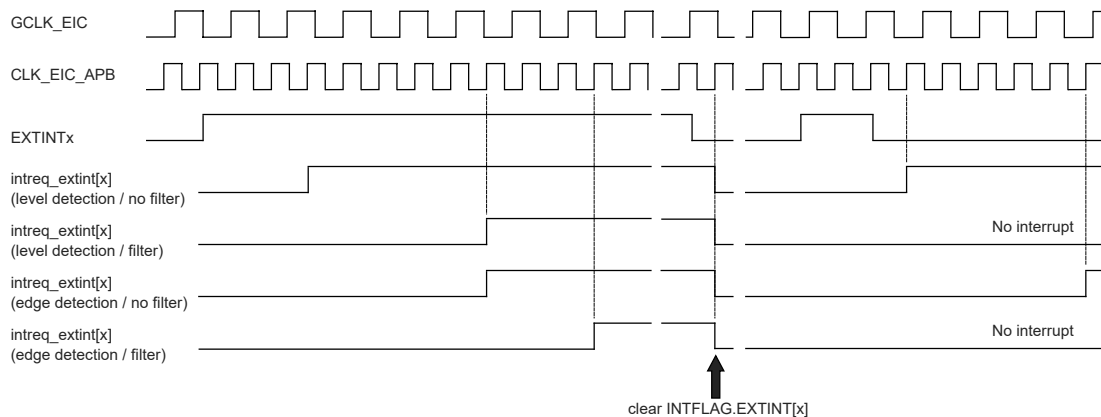 GCLK_EIC
CLK_EIC_APB
EXTINTx
intreq_extint[x]
(level detection / no filter)
intreq_extint[x]
(level detection / filter)
No interrupt
intreq_extint[x]
(edge detection / no filter)
intreq_extint[x]
(edge detection / filter)
No interrupt
clear INTFLAG.EXTINT[x]